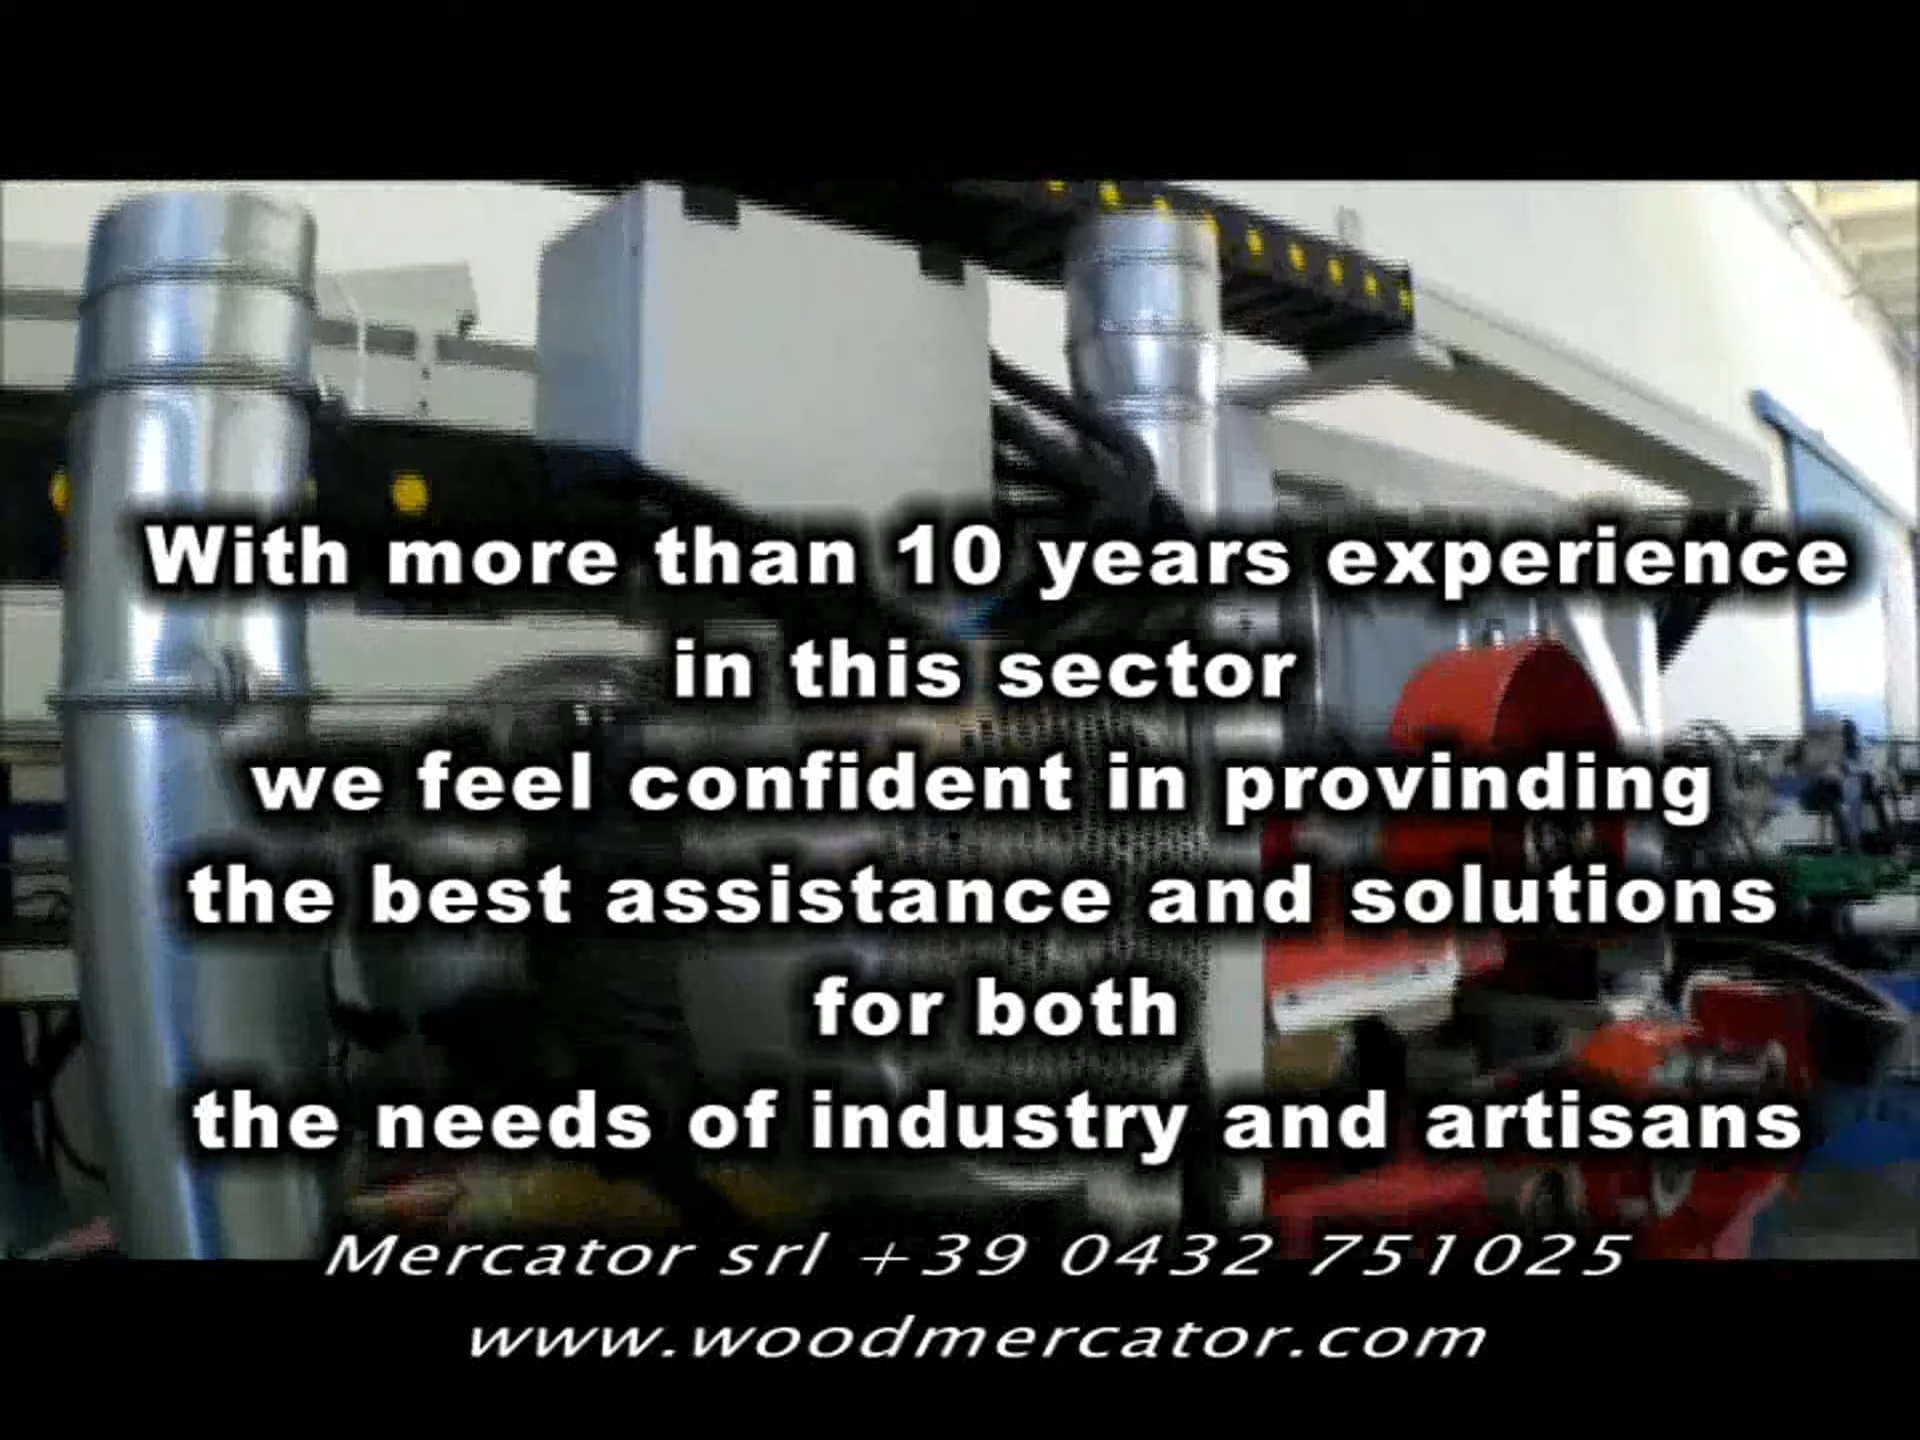 With more than 10 years experience
in this sector
we feel confident in provinding
the best assistance and solutions
for both
the needs of industry and artisans
Mercator srl +39 0432 751025
www.woodmercator.com